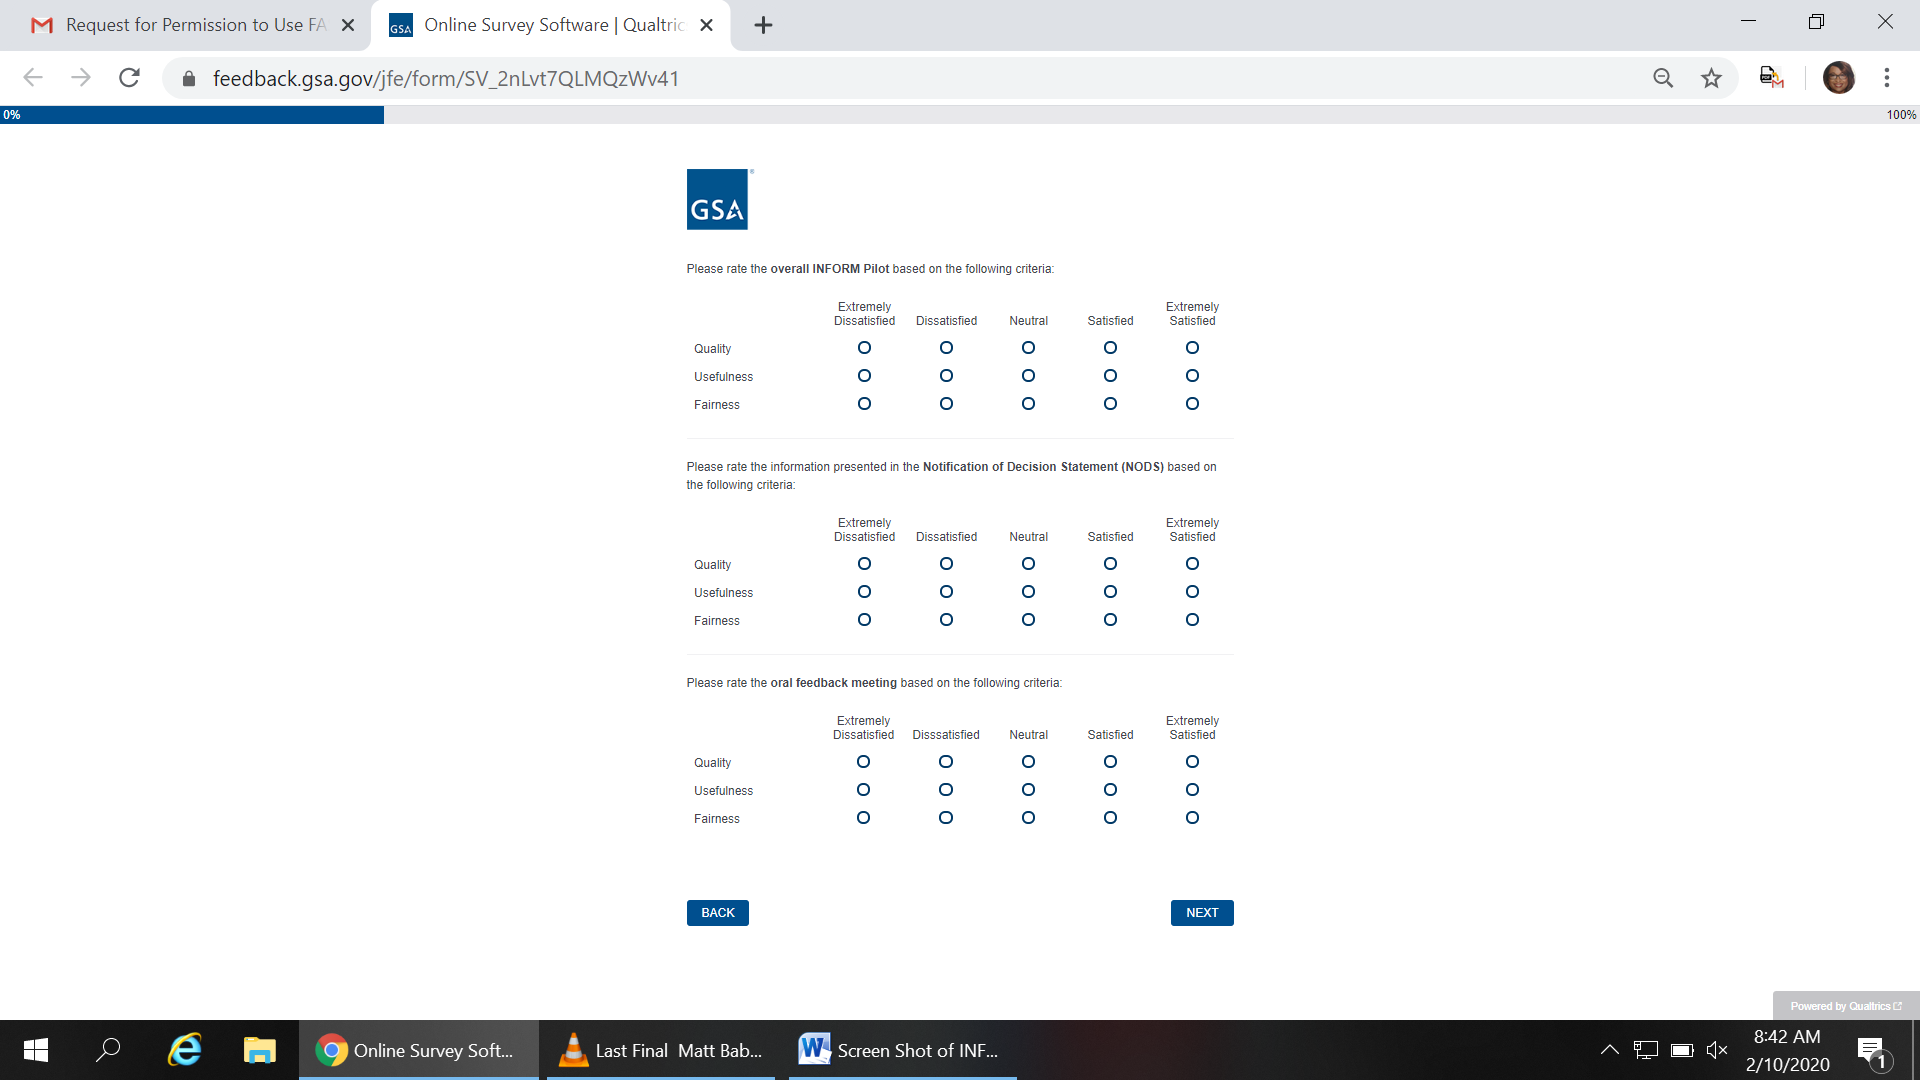 Request for Permission to Use FA
Online Survey Software | Qualtric
feedback.gsa.gov/jfe/form/SV_2nLvt7QLMQzWv41
0%
100%
GSA
Please rate the overall INFORM Pilot based on the following criteria:
Extremely Dissatisfied Dissatisfied Neutral Satisfied Extremely Satisfied
Quality
Usefulness
Fairness
Please rate the information presented in the Notification of Decision Statement (NODS) based on
the following criteria:
Extremely Dissatisfied Dissatisfied Neutral Satisfied Extremely Satisfied
Quality
Usefulness
Fairness
Please rate the oral feedback meeting based on the following criteria:
Extremely Dissatisfied Disssatisfied Neutral Satisfied Extremely Satisfied
Quality
Usefulness
Fairness
BACK
NEXT
Powered by Qualtrics
Online Survey Soft...
Last Final Matt Bab...
Screen Shot of INF...
8:42 AM
2/10/2020
1